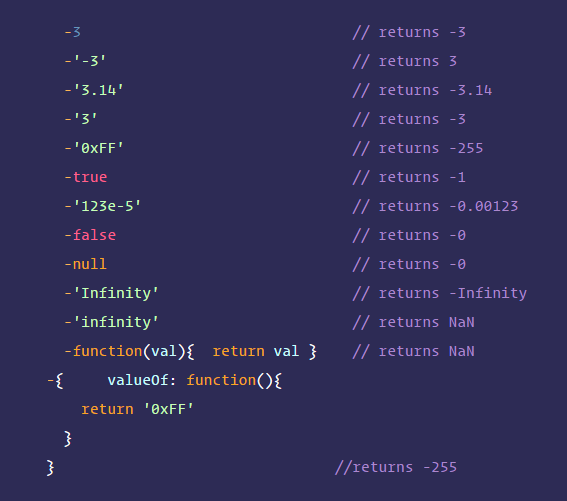 -3 // returns -3
-'-3' // returns 3
-'3.14' // returns -3.14
-'3' // returns -3
-'0xFF' // returns -255
-true // returns -1
-'123e-5' // returns -0.00123
-false // returns -0
-null // returns -0
-'Infinity' // returns -Infinity
-'infinity' // returns NaN
-function(val){  return val } // returns NaN
-{     valueOf: function(){
return '0xFF'
}
} //returns -255